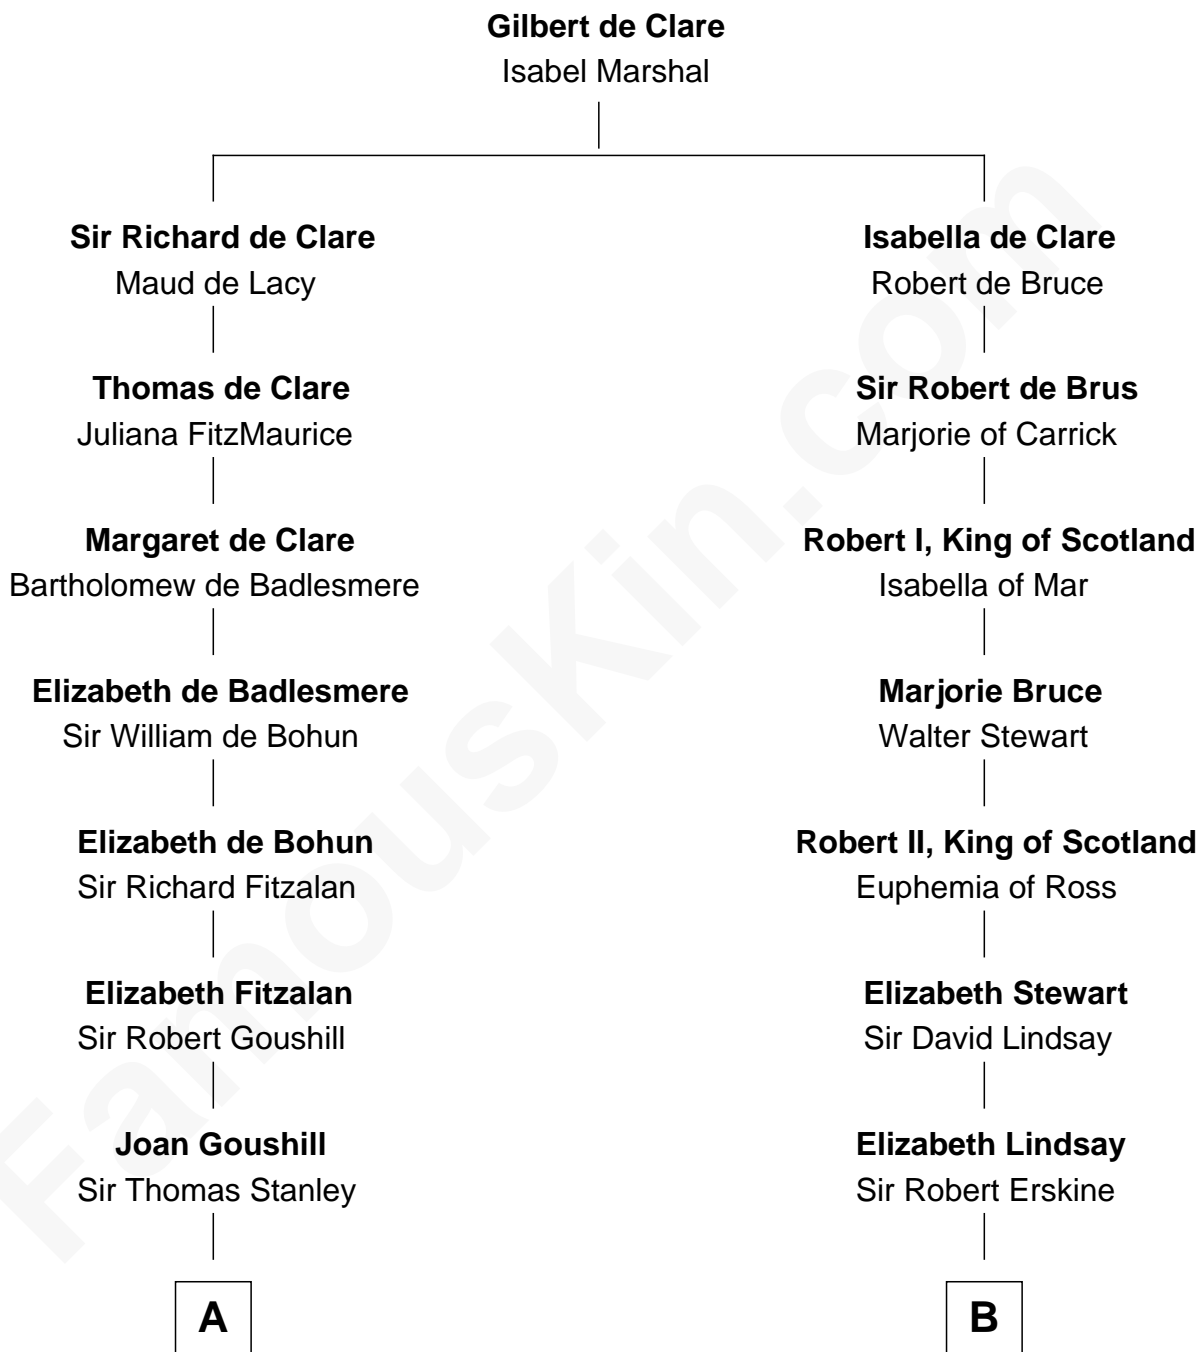 Gilbert de Clare
Isabel Marshal
Sir Richard de Clare
Maud de Lacy
Isabella de Clare
Robert de Bruce
Thomas de Clare
Juliana FitzMaurice
Sir Robert de Brus
Marjorie of Carrick
Margaret de Clare
Bartholomew de Badlesmere
Robert I, King of Scotland
Isabella of Mar
Elizabeth de Badlesmere
Sir William de Bohun
Marjorie Bruce
Walter Stewart
Elizabeth de Bohun
Sir Richard Fitzalan
Robert II, King of Scotland
Euphemia of Ross
Elizabeth Fitzalan
Sir Robert Goushill
Elizabeth Stewart
Sir David Lindsay
Joan Goushill
Sir Thomas Stanley
Elizabeth Lindsay
Sir Robert Erskine
A
B
FamousKin.com